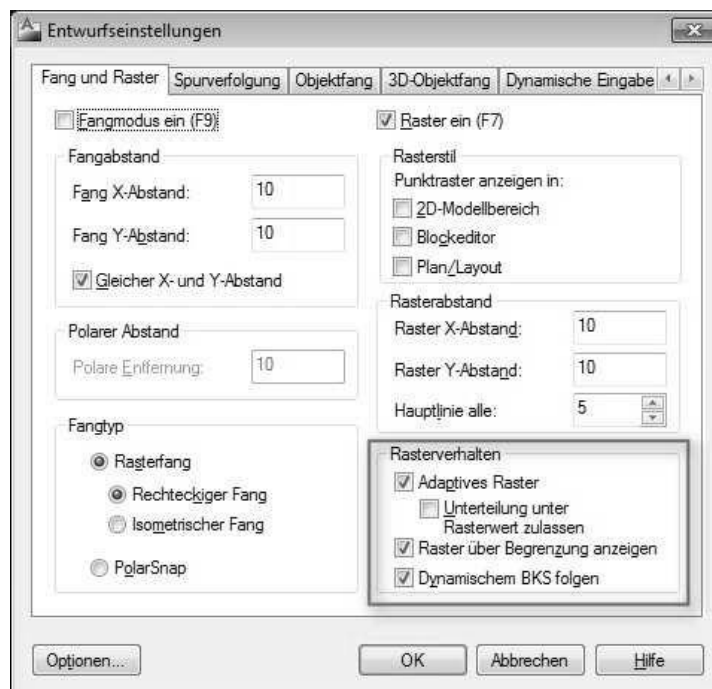 Entwurfseinstellungen
Fang und Raster
Spurverfolgung
Objektfang
3D-Objektfang
Dynamische Eingabe
Fangmodus ein (F9)
Fangabstand
Fang X-Abstand: 10
Fang Y-Abstand: 10
Gleicher X- und Y-Abstand
Polarer Abstand
Polare Entfernung: 10
Fangtyp
Rasterfang
Rechteckiger Fang
Isometrischer Fang
PolarSnap
Raster ein (F7)
Rasterstil
Punktraster anzeigen in:
2D-Modellbereich
Blockeditor
Plan/Layout
Rasterabstand
Raster X-Abstand: 10
Raster Y-Abstand: 10
Hauptlinie alle: 5
Rasterverhalten
Adaptives Raster
Unterteilung unter
Rasterwert zulassen
Raster über Begrenzung anzeigen
Dynamischem BKS folgen
Optionen...
OK
Abbrechen
Hilfe